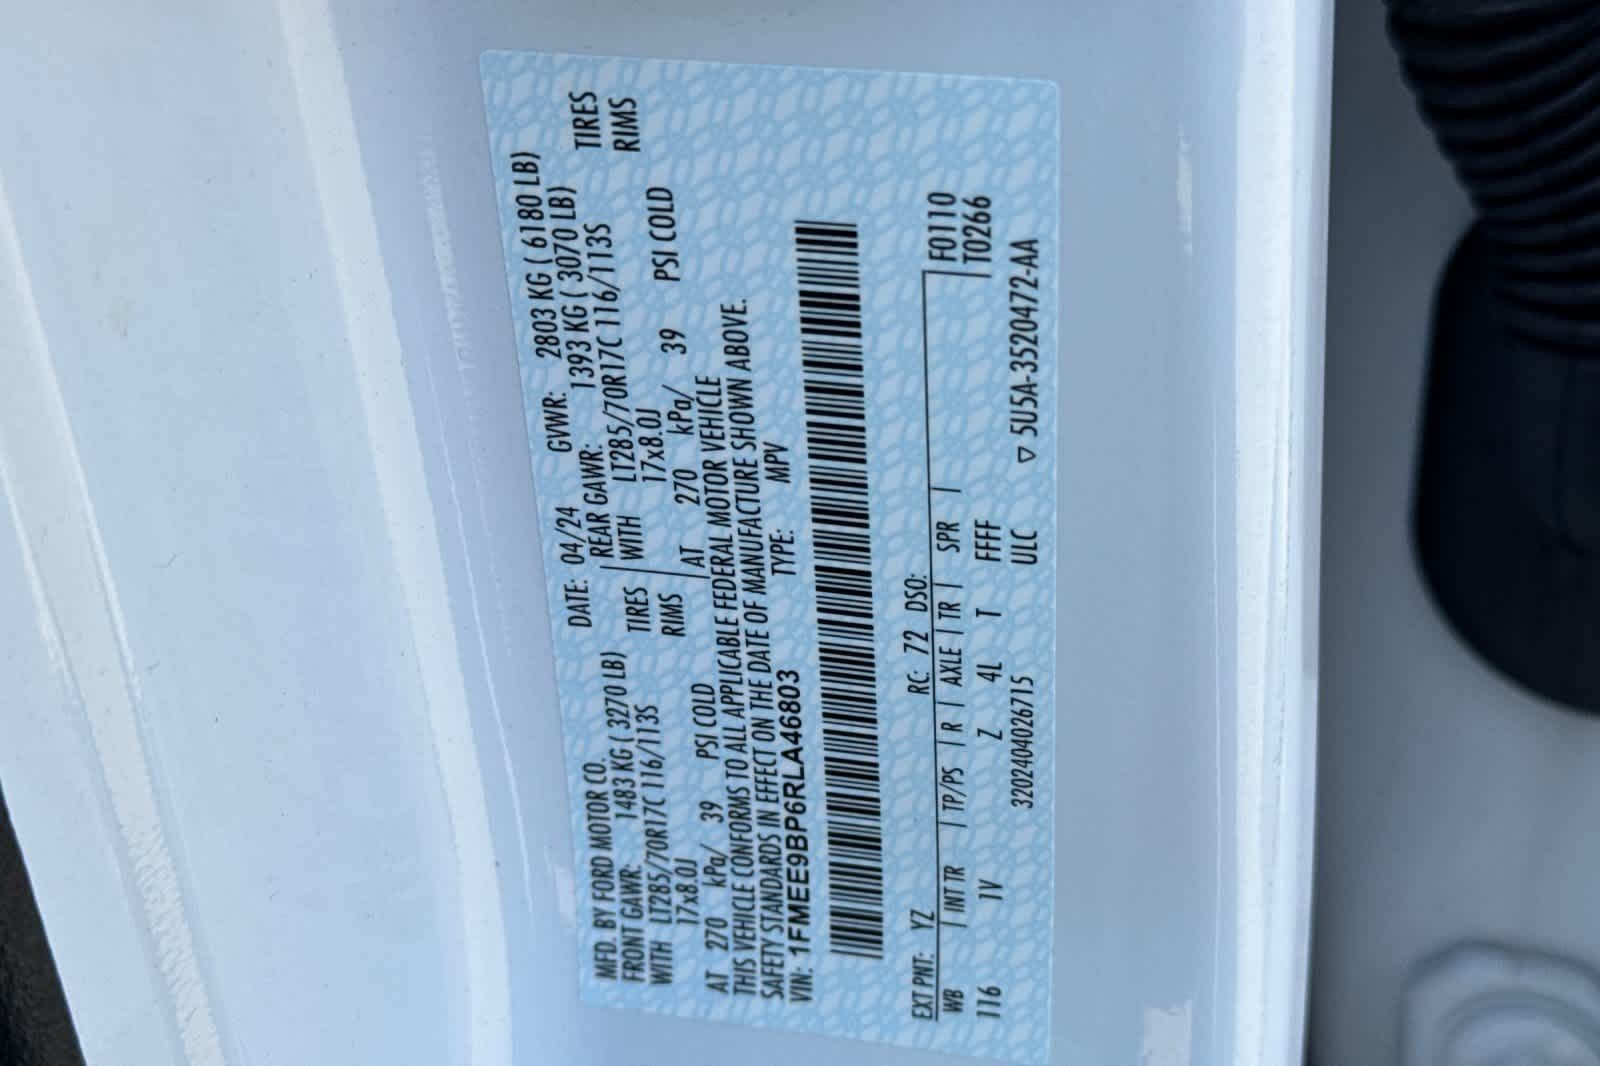 MFD. BY FORD MOTOR CO. DATE: 04/24 GVWR: 2803 KG ( 6180 LB)
FRONT GAWR: 1483 KG ( 3270 LB) REAR GAWR: 1393 KG ( 3070 LB)
WITH LT285/70R17C 116/113S TIRES WITH LT285/70R17C 116/113S TIRES
17x8.0J RIMS 17x8.0J RIMS
AT 270 kPa/ 39 PSI COLD AT 270 kPa/ 39 PSI COLD
THIS VEHICLE CONFORMS TO ALL APPLICABLE FEDERAL MOTOR VEHICLE
SAFETY STANDARDS IN EFFECT ON THE DATE OF MANUFACTURE SHOWN ABOVE.
VIN: 1FMEE9BP6RLA46803 TYPE: MPV
EXT PNT: YZ RC: 72 DSO: F0110
WB | INT TR | TP/PS | R | AXLE | TR | SPR | T0266
116 1V Z 4L T FFFF
3202404026715 ULC ▽ 5U5A-3520472-AA